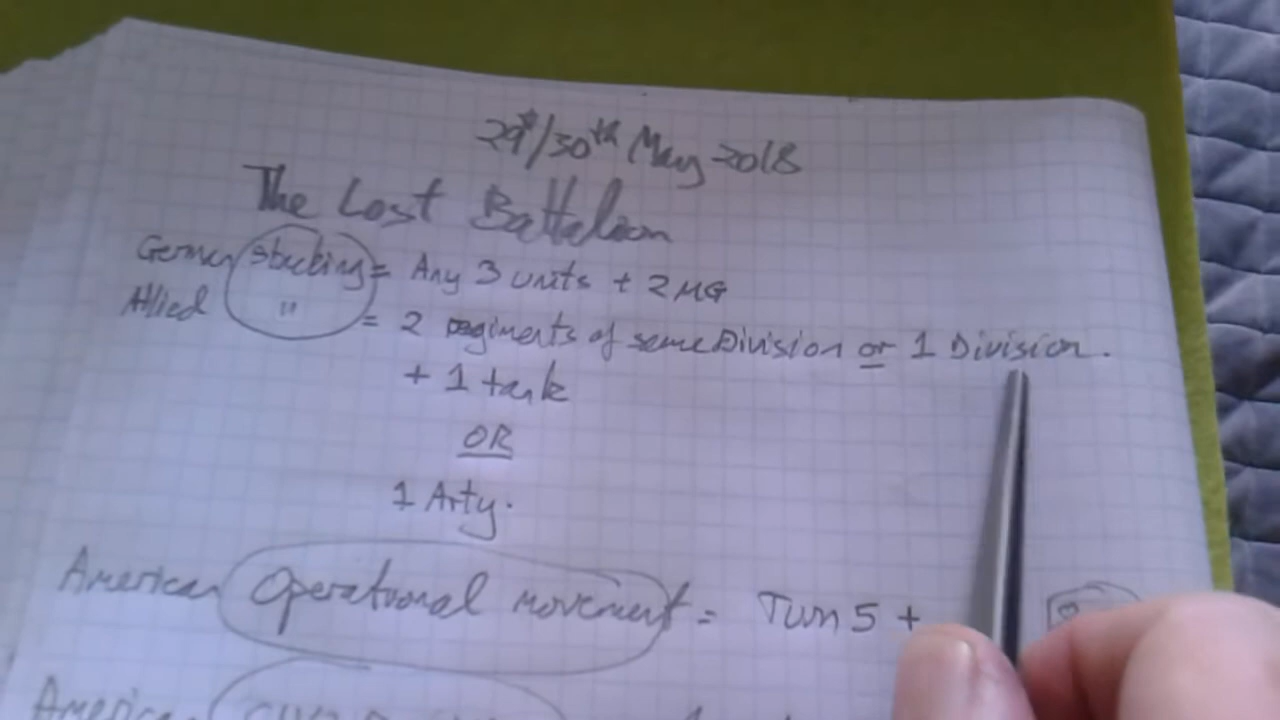 29th/30th May 2018
The Lost Battalion
German stacking = Any 3 units + 2 MG
Allied " = 2 regiments of same Division or 1 Division.
+ 1 tank
OR
1 Arty.
American Operational movement = Turn 5 +
American